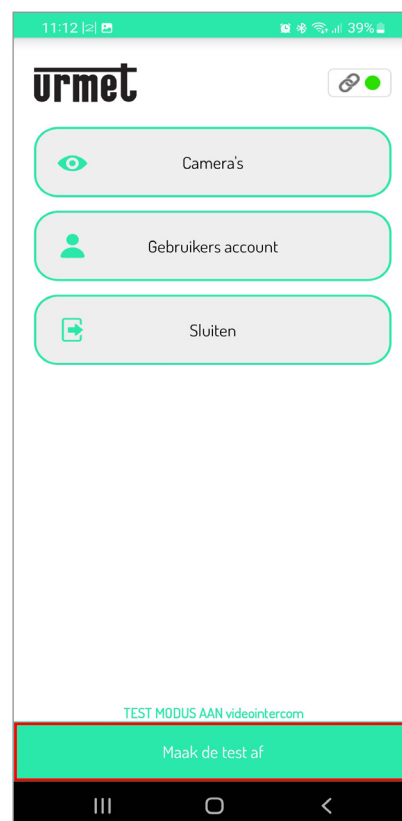 11:12
39%
urmet
Camera's
Gebruikers account
Sluiten
TEST MODUS AAN videointercom
Maak de test af